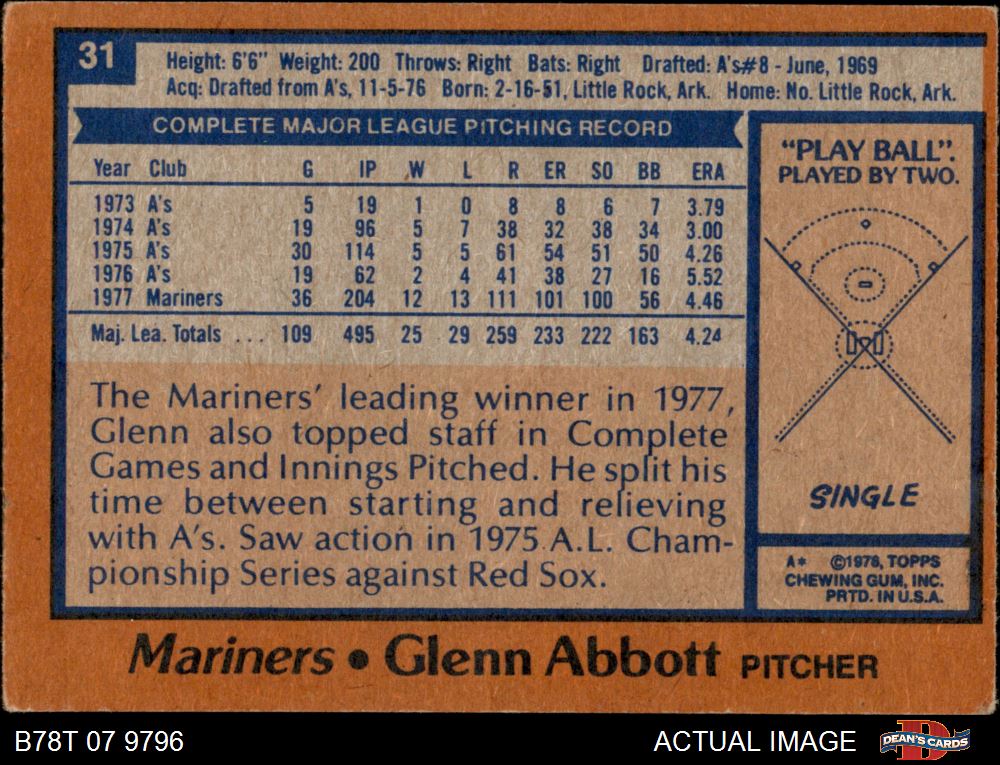 31
Height: 6'6" Weight: 200 Throws: Right Bats: Right Drafted: A's#8 - June, 1969
Acq: Drafted from A's, 11-5-76 Born: 2-16-51, Little Rock, Ark. Home: No. Little Rock, Ark.
COMPLETE MAJOR LEAGUE PITCHING RECORD
Year Club G IP W L R ER SO BB ERA
1973 A's 5 19 1 0 8 8 6 7 3.79
1974 A's 19 96 5 7 38 32 38 34 3.00
1975 A's 30 114 5 5 61 54 51 50 4.26
1976 A's 19 62 2 4 41 38 27 16 5.52
1977 Mariners 36 204 12 13 111 101 100 56 4.46
Maj. Lea. Totals ... 109 495 25 29 259 233 222 163 4.24
The Mariners' leading winner in 1977,
Glenn also topped staff in Complete
Games and Innings Pitched. He split his
time between starting and relieving
with A's. Saw action in 1975 A.L. Cham-
pionship Series against Red Sox.
"PLAY BALL".
PLAYED BY TWO.
SINGLE
A* ©1978, TOPPS
CHEWING GUM, INC.
PRTD. IN U.S.A.
Mariners • Glenn Abbott PITCHER
B78T 07 9796
ACTUAL IMAGE
DEAN'S CARDS